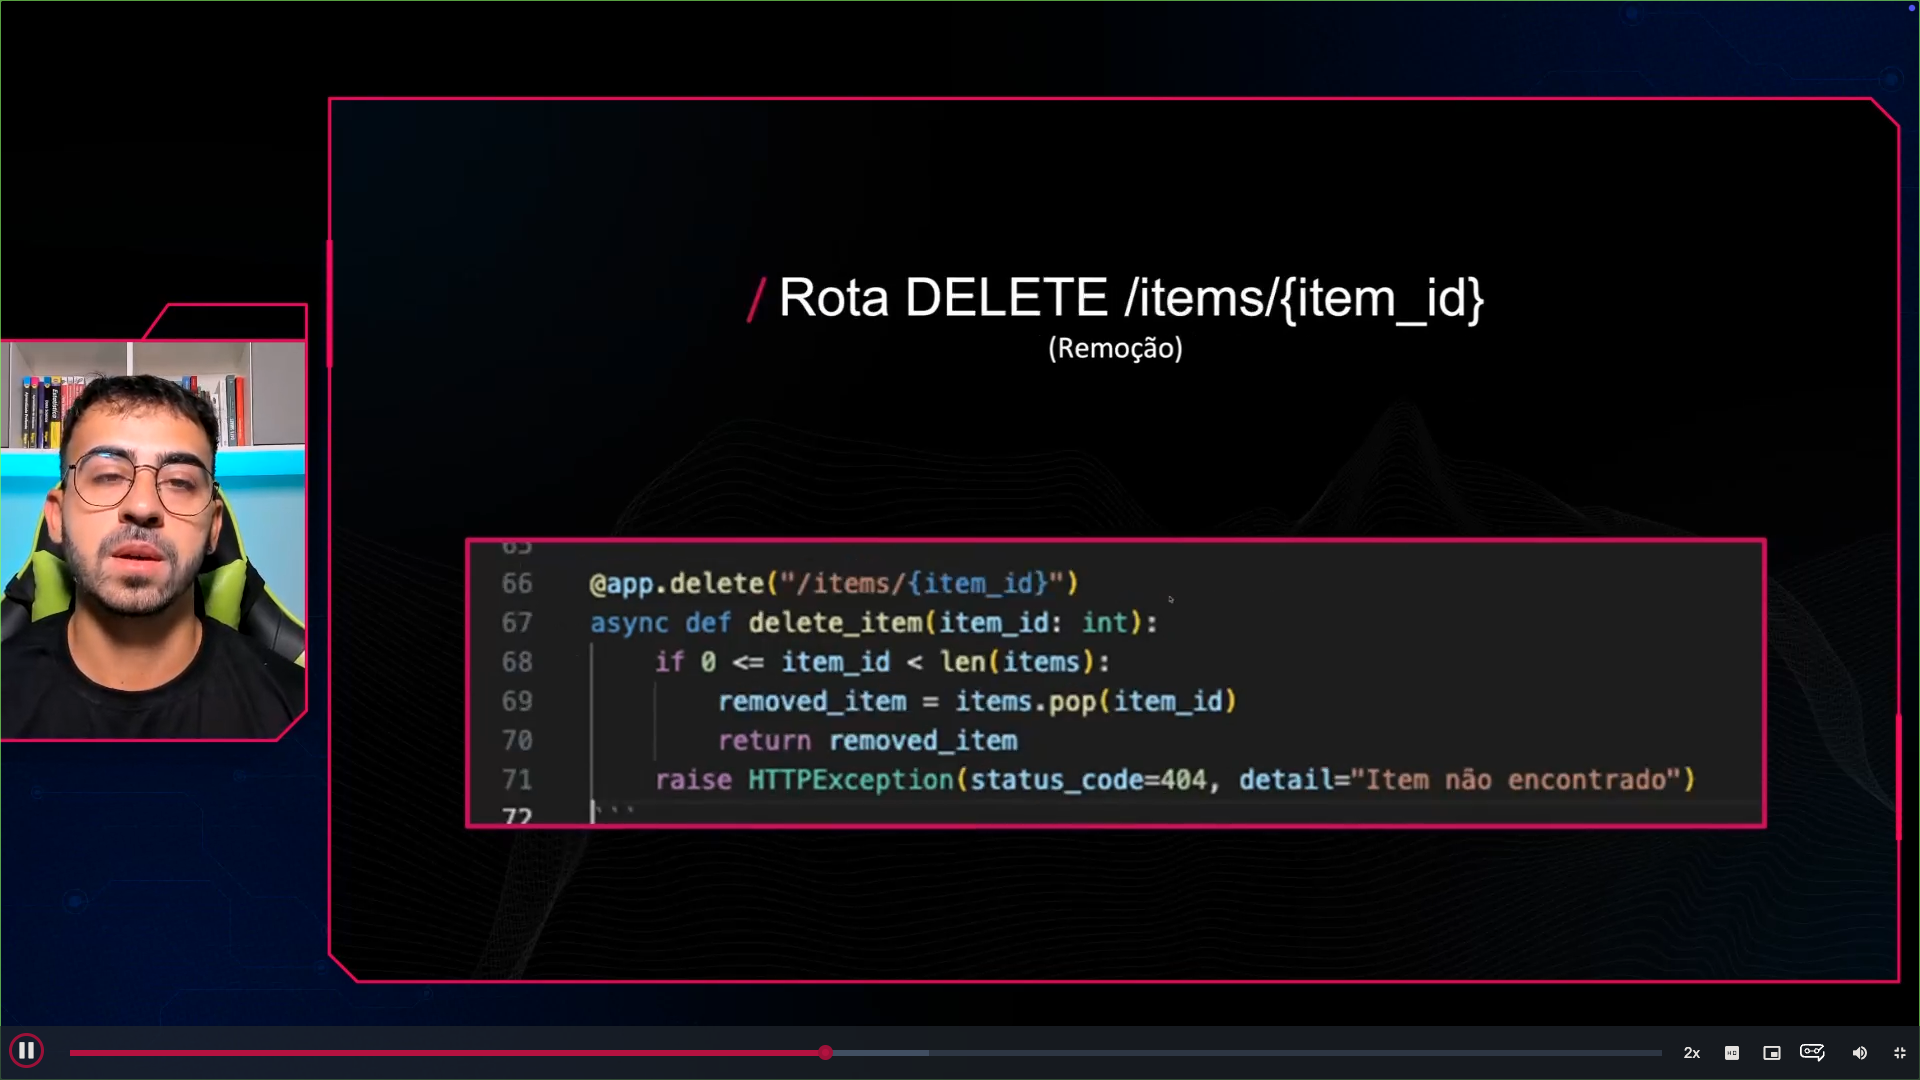 / Rota DELETE /items/{item_id}
(Remoção)
65
66 @app.delete("/items/{item_id}")
67 async def delete_item(item_id: int):
68 if 0 <= item_id < len(items):
69 removed_item = items.pop(item_id)
70 return removed_item
71 raise HTTPException(status_code=404, detail="Item não encontrado")
72 ```
2x
HD